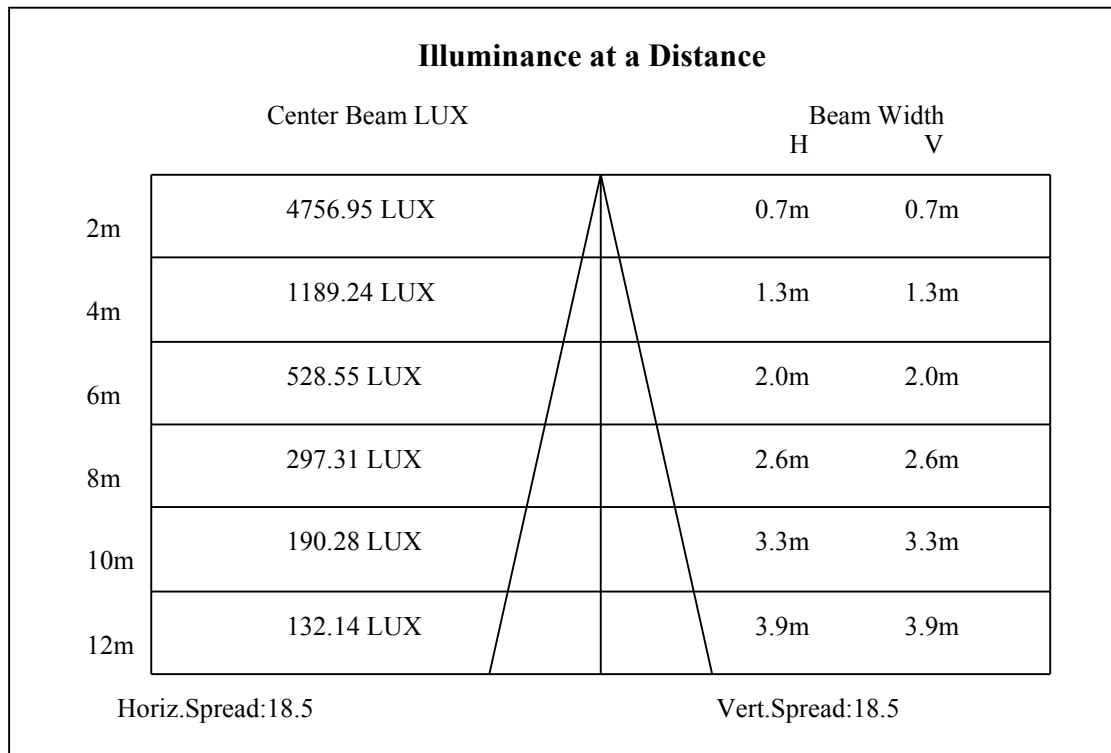 Illuminance at a Distance
Center Beam LUX Beam Width
H V
4756.95 LUX 0.7m 0.7m
2m
1189.24 LUX 1.3m 1.3m
4m
528.55 LUX 2.0m 2.0m
6m
297.31 LUX 2.6m 2.6m
8m
190.28 LUX 3.3m 3.3m
10m
132.14 LUX 3.9m 3.9m
12m
Horiz.Spread:18.5 Vert.Spread:18.5